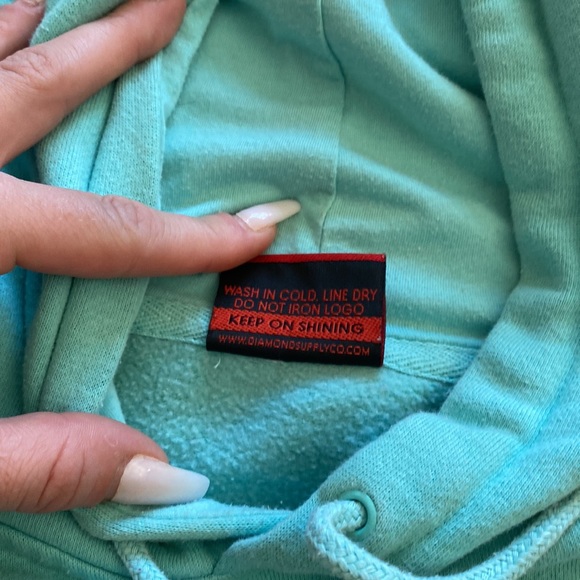 WASH IN COLD, LINE DRY
DO NOT IRON LOGO
KEEP ON SHINING
WWW.DIAMONDSUPPLYCO.COM